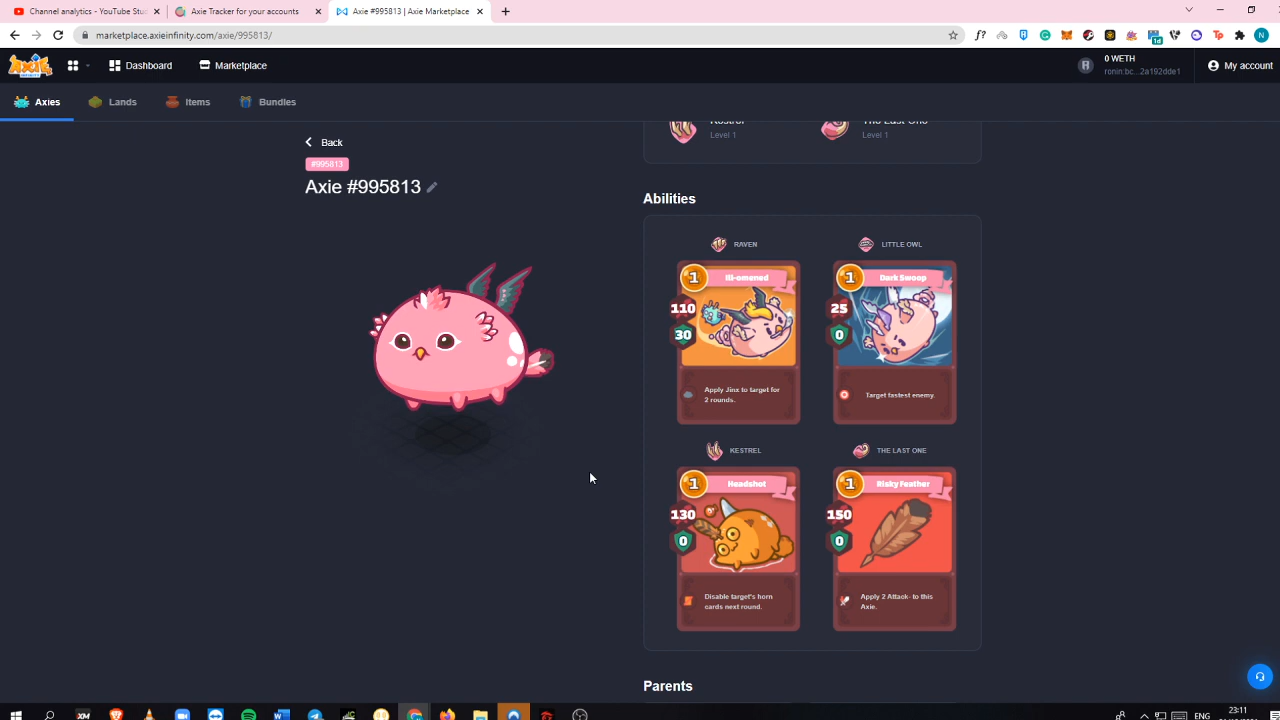 Channel analytics - YouTube Stu
Axie Tracker for your accounts
Axie #995813 | Axie Marketplace
marketplace.axieinfinity.com/axie/995813/
Dashboard
Marketplace
0 WETH
ronin:bc...2a192dde1
My account
Axies
Lands
Items
Bundles
Back
#995813
Axie #995813
Kestrel
The Last One
Level 1
Level 1
Abilities
RAVEN
LITTLE OWL
1
Ill-omened
110
30
Apply Jinx to target for
2 rounds.
1
Dark Swoop
25
0
Target fastest enemy.
KESTREL
THE LAST ONE
1
Headshot
130
0
Disable target's horn
cards next round.
1
Risky Feather
150
0
Apply 2 Attack- to this
Axie.
Parents
ENG
23:11